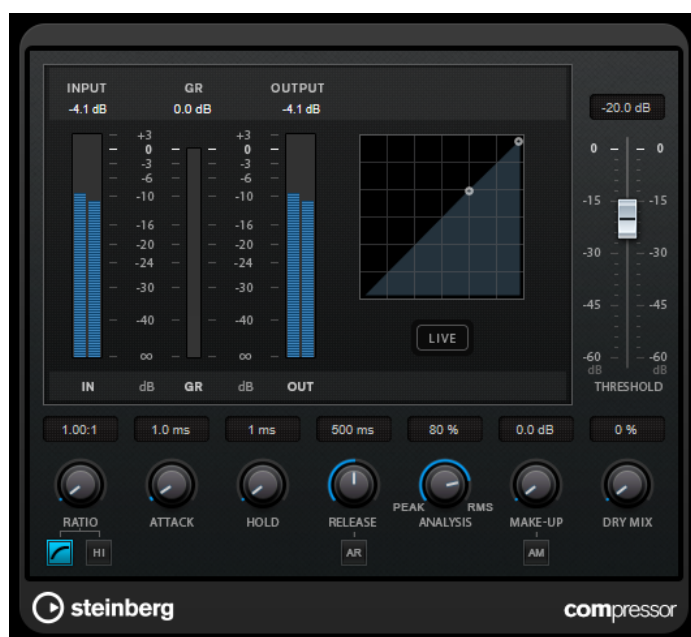 INPUT GR OUTPUT
-4.1 dB 0.0 dB -4.1 dB
-20.0 dB
+3 +3
0 0
-3 -3
-6 -6
-10 -10
-16 -16
-20 -20
-24 -24
-30 -30
-40 -40
∞ ∞
IN dB GR dB OUT
LIVE
0 0
-15 -15
-30 -30
-45 -45
-60 -60
dB dB
THRESHOLD
1.00:1 1.0 ms 1 ms 500 ms 80 % 0.0 dB 0 %
PEAK RMS
RATIO ATTACK HOLD RELEASE ANALYSIS MAKE-UP DRY MIX
HI AR AM
steinberg compressor